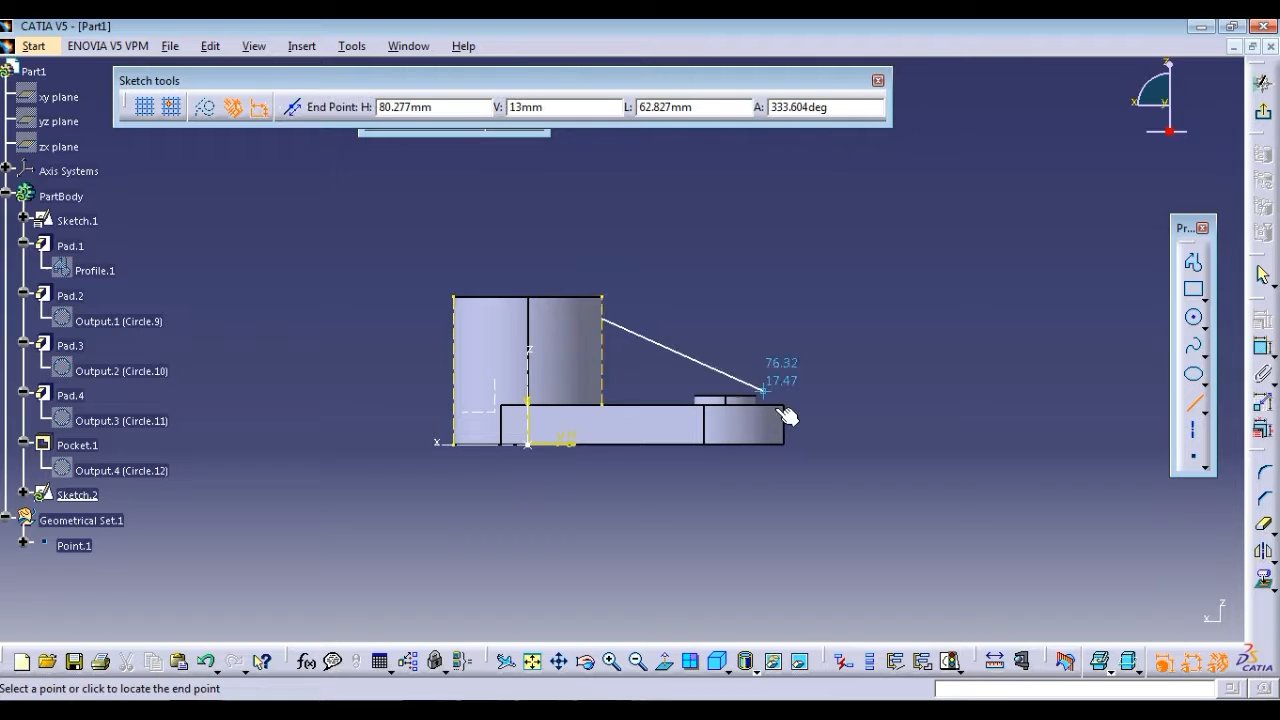 CATIA V5 - [Part1]
Start ENOVIA V5 VPM File Edit View Insert Tools Window Help
Part1
xy plane
yz plane
zx plane
Axis Systems
PartBody
Sketch.1
Pad.1
Profile.1
Pad.2
Output.1 (Circle.9)
Pad.3
Output.2 (Circle.10)
Pad.4
Output.3 (Circle.11)
Pocket.1
Output.4 (Circle.12)
Sketch.2
Geometrical Set.1
Point.1
Sketch tools
End Point: H: 80.277mm V: 13mm L: 62.827mm A: 333.604deg
z
x
y
Pr...
76.32
17.47
z
x
z
x
f(x)
CATIA
Select a point or click to locate the end point